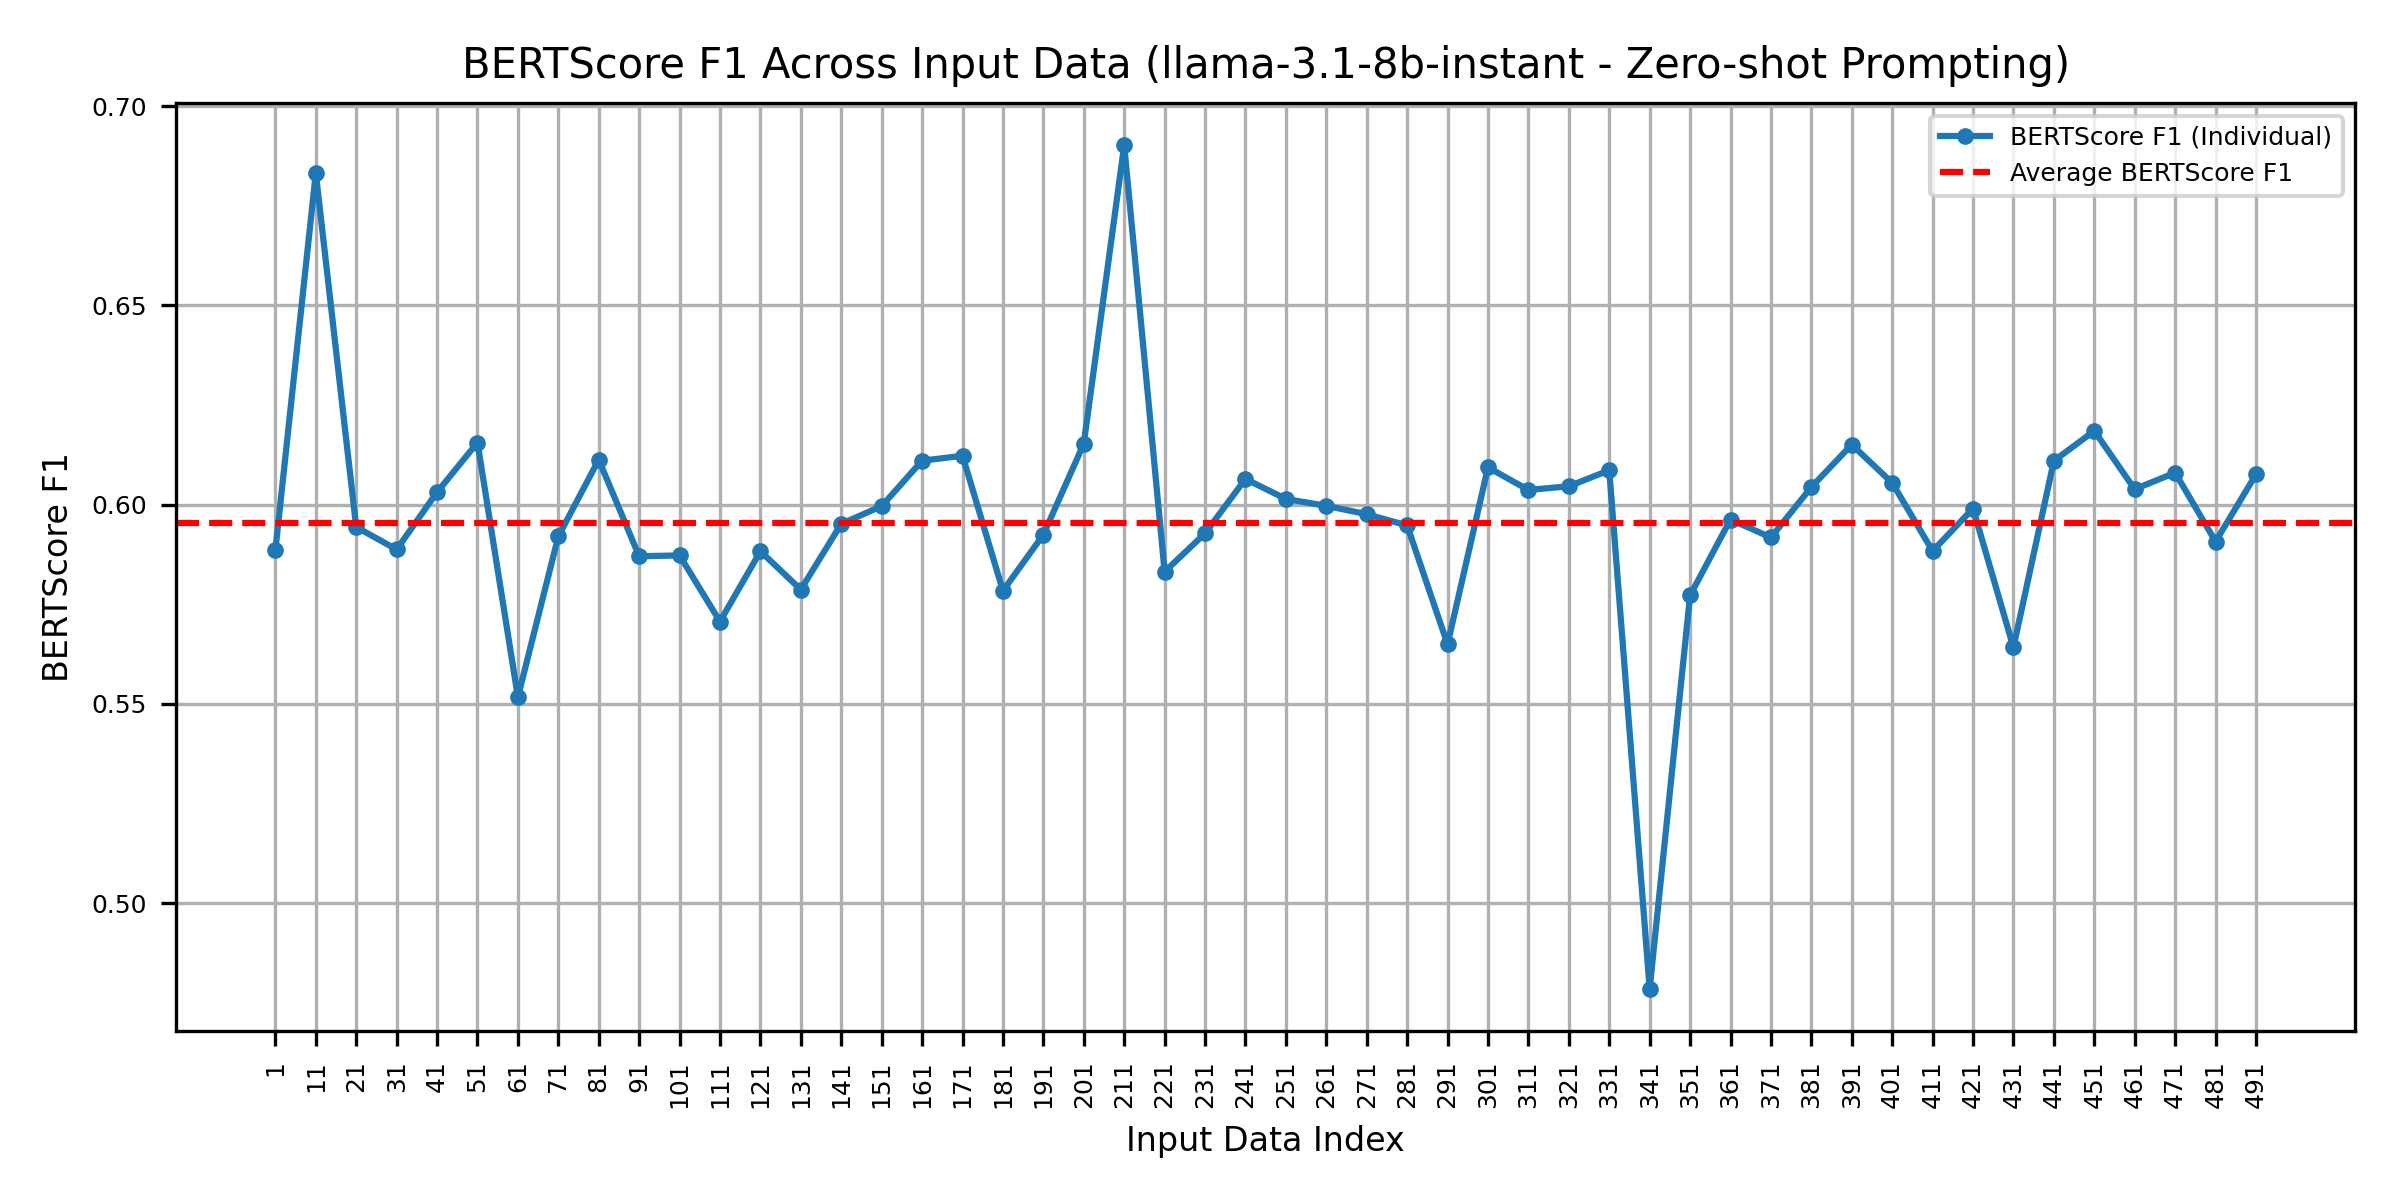 BERTScore F1 Across Input Data (llama-3.1-8b-instant - Zero-shot Prompting)
BERTScore F1 (Individual)
Average BERTScore F1
BERTScore F1
0.70
0.65
0.60
0.55
0.50
1 11 21 31 41 51 61 71 81 91 101 111 121 131 141 151 161 171 181 191 201 211 221 231 241 251 261 271 281 291 301 311 321 331 341 351 361 371 381 391 401 411 421 431 441 451 461 471 481 491
Input Data Index